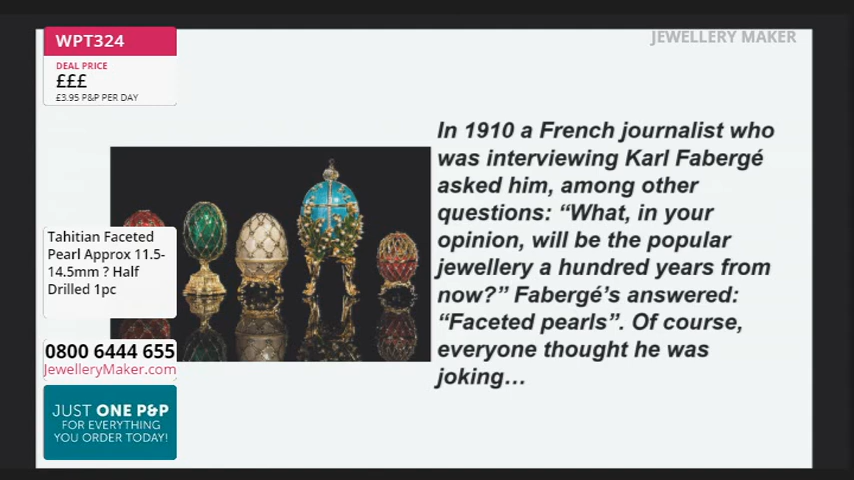 WPT324
DEAL PRICE
£££
£3.95 P&P PER DAY
JEWELLERY MAKER
In 1910 a French journalist who
was interviewing Karl Fabergé
asked him, among other
questions: “What, in your
opinion, will be the popular
jewellery a hundred years from
now?” Fabergé’s answered:
“Faceted pearls”. Of course,
everyone thought he was
joking…
Tahitian Faceted
Pearl Approx 11.5-
14.5mm ? Half
Drilled 1pc
0800 6444 655
JewelleryMaker.com
JUST ONE P&P
FOR EVERYTHING
YOU ORDER TODAY!